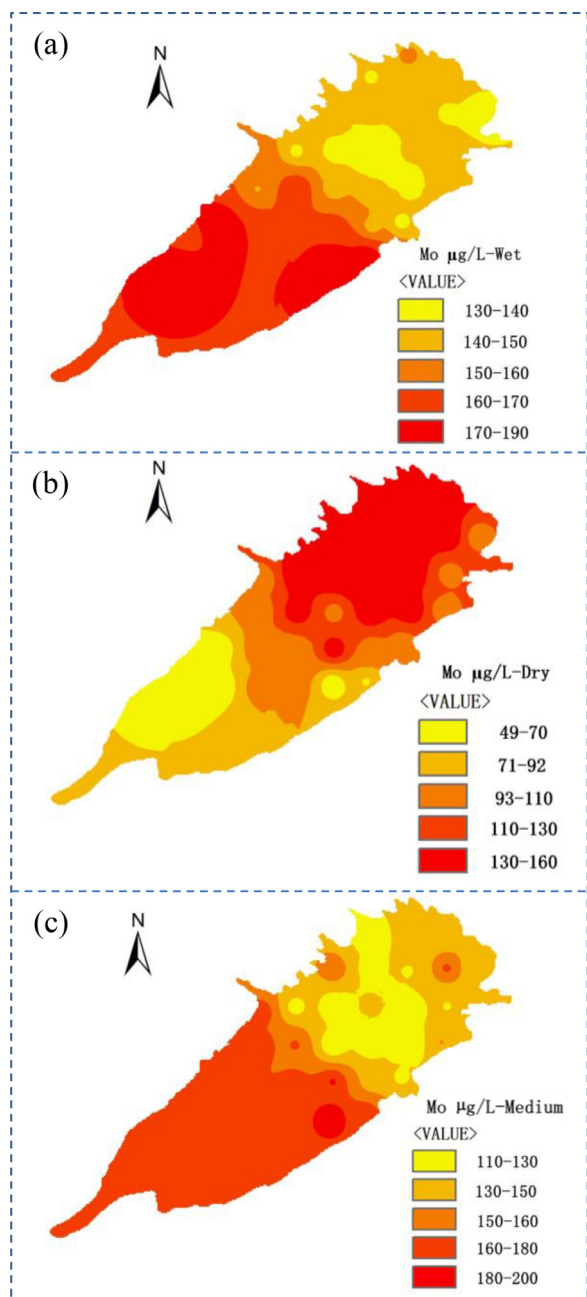 (a)
N
Mo μg/L-Wet
<VALUE>
130-140
140-150
150-160
160-170
170-190
(b)
N
Mo μg/L-Dry
<VALUE>
49-70
71-92
93-110
110-130
130-160
(c)
N
Mo μg/L-Medium
<VALUE>
110-130
130-150
150-160
160-180
180-200